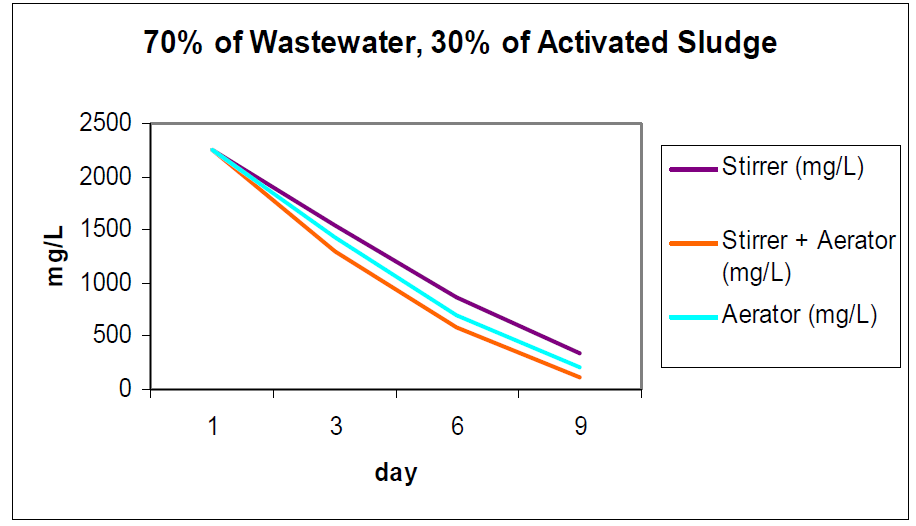 70% of Wastewater, 30% of Activated Sludge
2500
2000
1500
1000
500
0
mg/L
1 3 6 9
day
Stirrer (mg/L)
Stirrer + Aerator
(mg/L)
Aerator (mg/L)